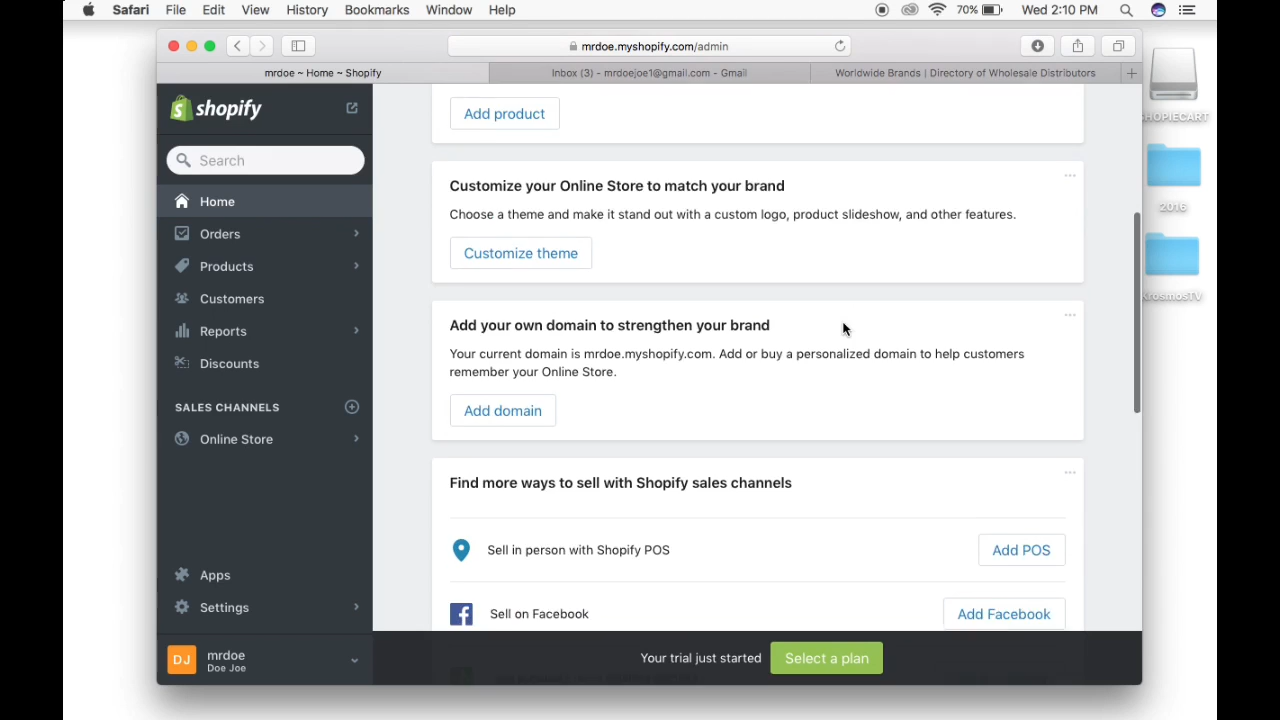 Safari File Edit View History Bookmarks Window Help 70% Wed 2:10 PM
mrdoe.myshopify.com/admin
mrdoe ~ Home ~ Shopify Inbox (3) - mrdoejoe1@gmail.com - Gmail Worldwide Brands | Directory of Wholesale Distributors
shopify
Search
Home
Orders
Products
Customers
Reports
Discounts
SALES CHANNELS
Online Store
Apps
Settings
DJ
mrdoe
Doe Joe
Add product
Customize your Online Store to match your brand
Choose a theme and make it stand out with a custom logo, product slideshow, and other features.
Customize theme
Add your own domain to strengthen your brand
Your current domain is mrdoe.myshopify.com. Add or buy a personalized domain to help customers
remember your Online Store.
Add domain
Find more ways to sell with Shopify sales channels
Sell in person with Shopify POS
Add POS
Sell on Facebook
Add Facebook
Your trial just started
Select a plan
HOPIECART
2016
KrosmosTV